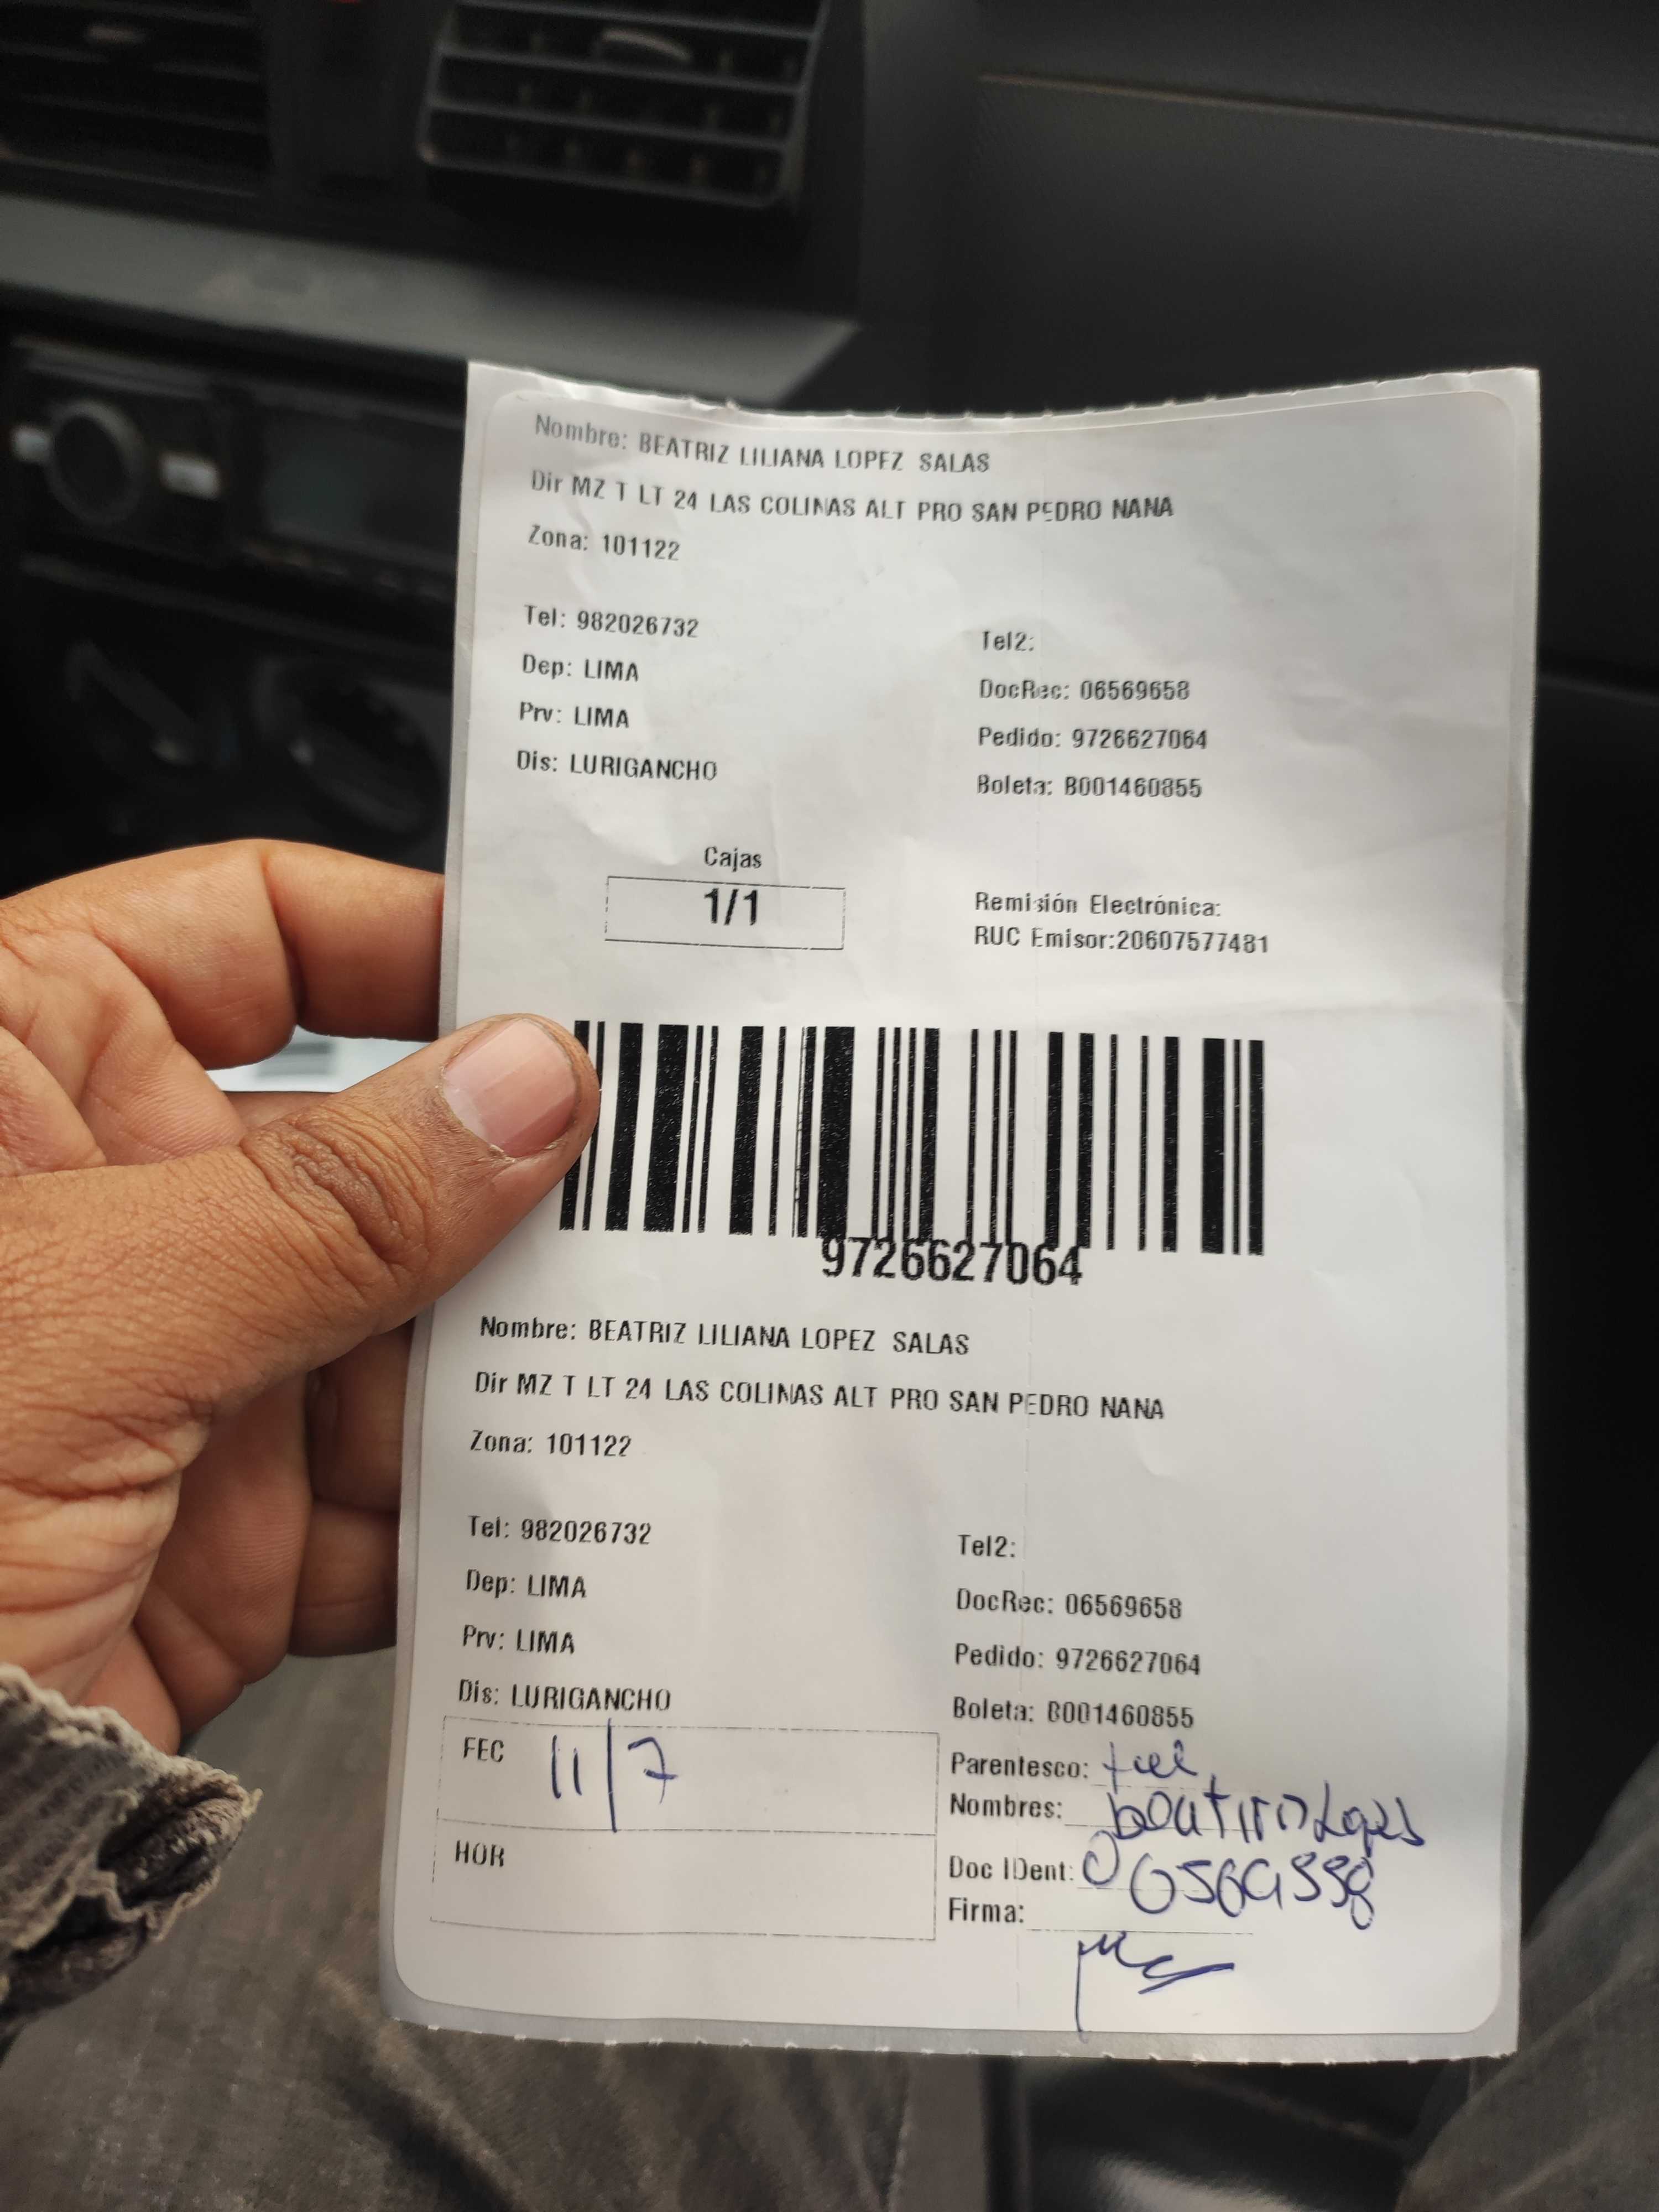 Nombre: BEATRIZ LILIANA LOPEZ SALAS
Dir MZ T LT 24 LAS COLINAS ALT PRO SAN PEDRO NANA
Zona: 101122
Tel: 982026732
Tel2:
Dep: LIMA
DocRec: 06569658
Prv: LIMA
Pedido: 9726627064
Dis: LURIGANCHO
Boleta: B001460855
Cajas
1/1
Remisión Electrónica:
RUC Emisor:20607577481
9726627064
Nombre: BEATRIZ LILIANA LOPEZ SALAS
Dir MZ T LT 24 LAS COLINAS ALT PRO SAN PEDRO NANA
Zona: 101122
Tel: 982026732
Tel2:
Dep: LIMA
DocRec: 06569658
Prv: LIMA
Pedido: 9726627064
Dis: LURIGANCHO
Boleta: B001460855
FEC 11/7
Parentesco:
Nombres:
HOR
Doc IDent:
Firma: